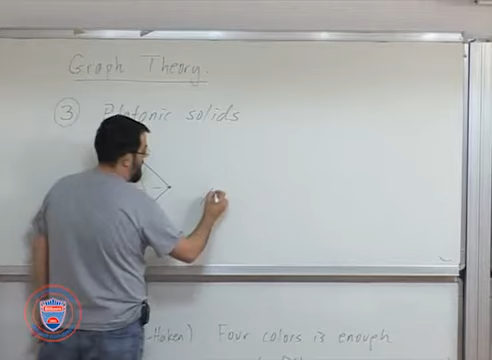 Graph Theory.
③ Platonic solids
Haken) Four colors is enough